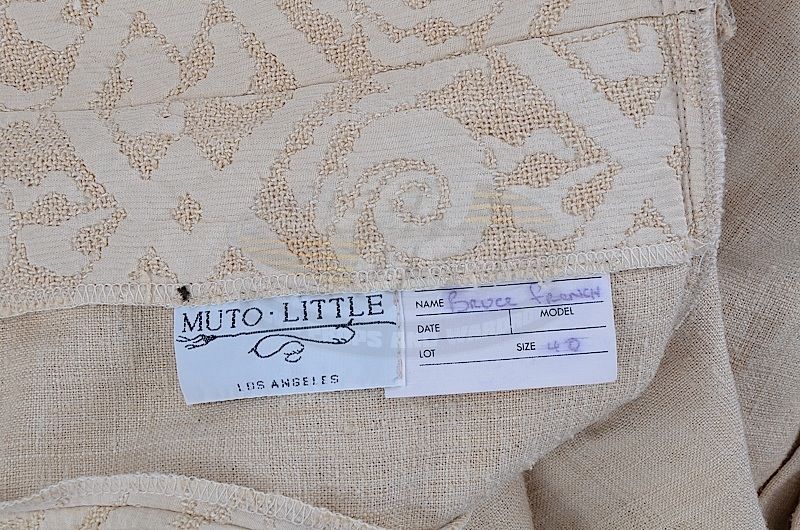 MUTO · LITTLE
LOS ANGELES
NAME Bruce French
DATE MODEL
LOT SIZE 40